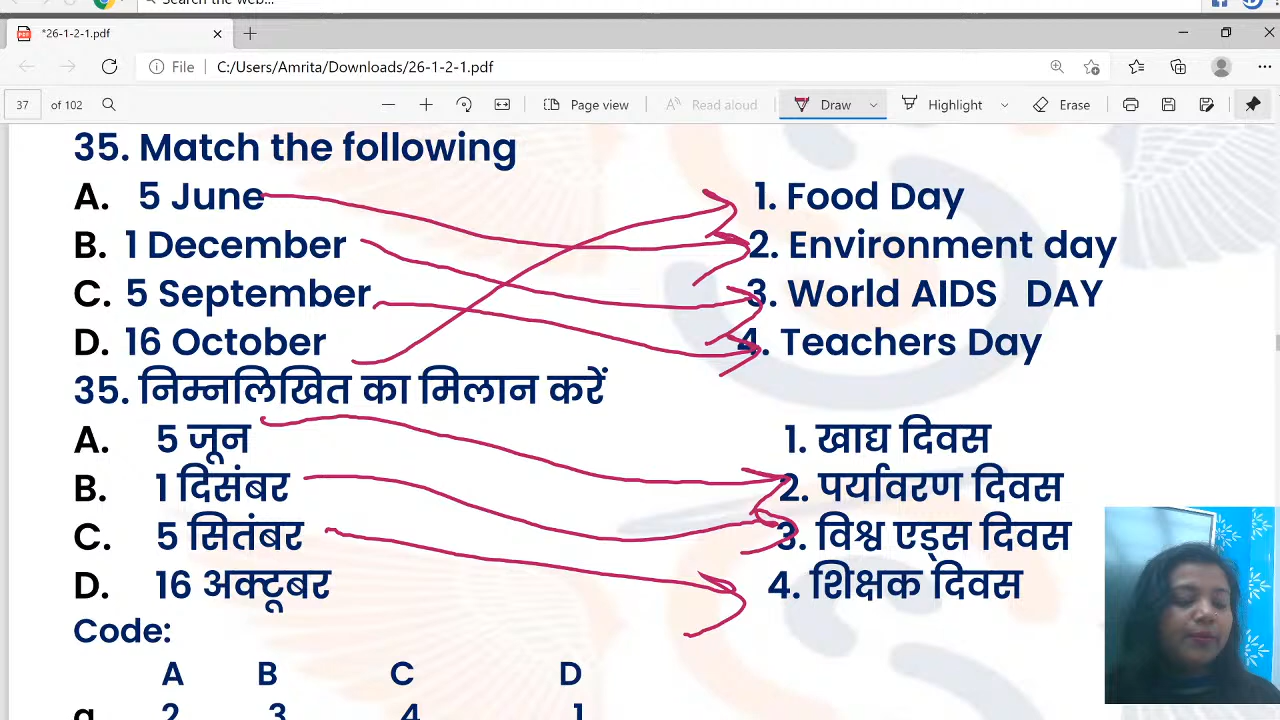 Search the web...
*26-1-2-1.pdf
File C:/Users/Amrita/Downloads/26-1-2-1.pdf
37 of 102 Page view Read aloud Draw Highlight Erase
35. Match the following
A. 5 June 1. Food Day
B. 1 December 2. Environment day
C. 5 September 3. World AIDS DAY
D. 16 October 4. Teachers Day
35. निम्नलिखित का मिलान करें
A. 5 जून 1. खाद्य दिवस
B. 1 दिसंबर 2. पर्यावरण दिवस
C. 5 सितंबर 3. विश्व एड्स दिवस
D. 16 अक्टूबर 4. शिक्षक दिवस
Code:
A B C D
a 2 3 4 1